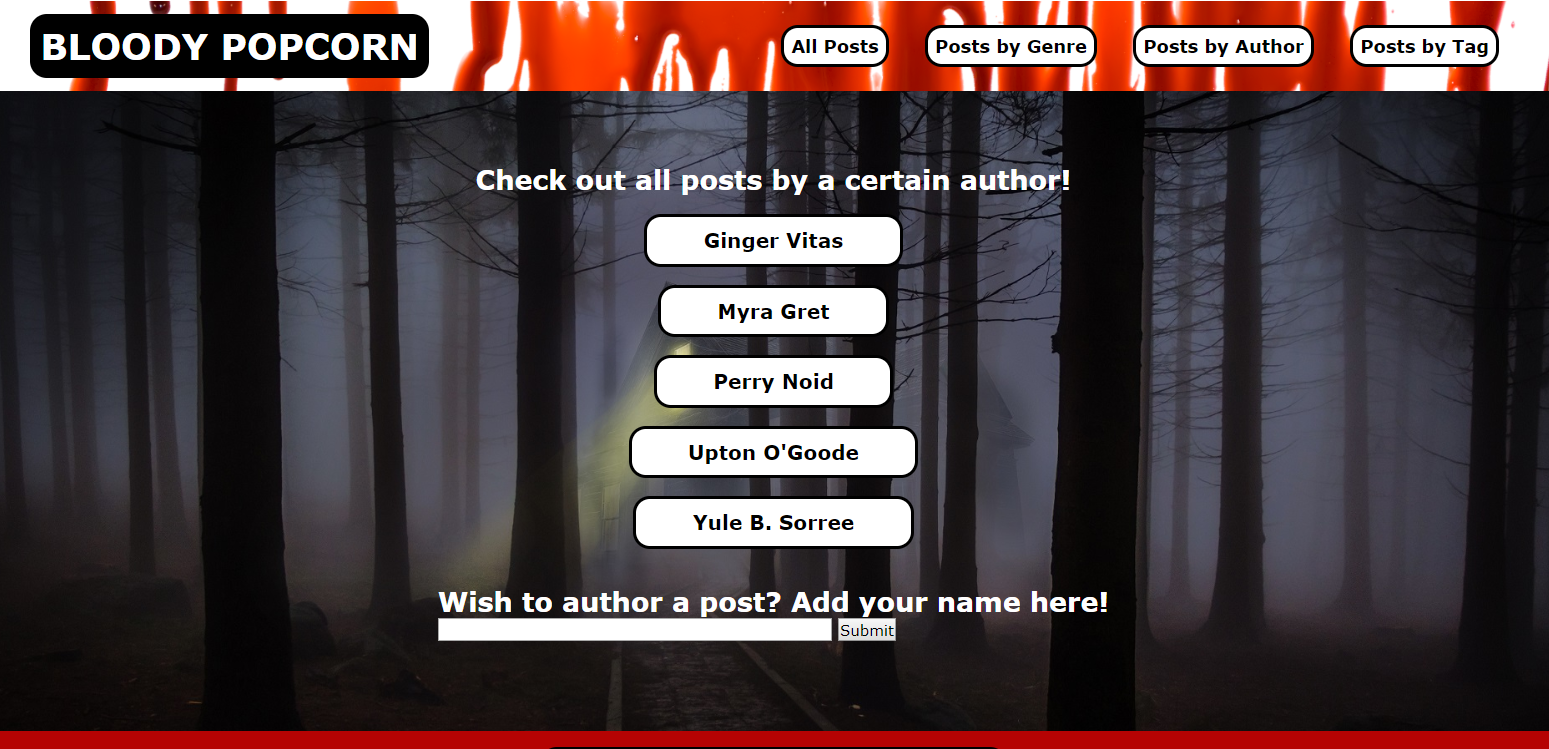 BLOODY POPCORN
All Posts
Posts by Genre
Posts by Author
Posts by Tag
Check out all posts by a certain author!
Ginger Vitas
Myra Gret
Perry Noid
Upton O'Goode
Yule B. Sorree
Wish to author a post? Add your name here!
Submit